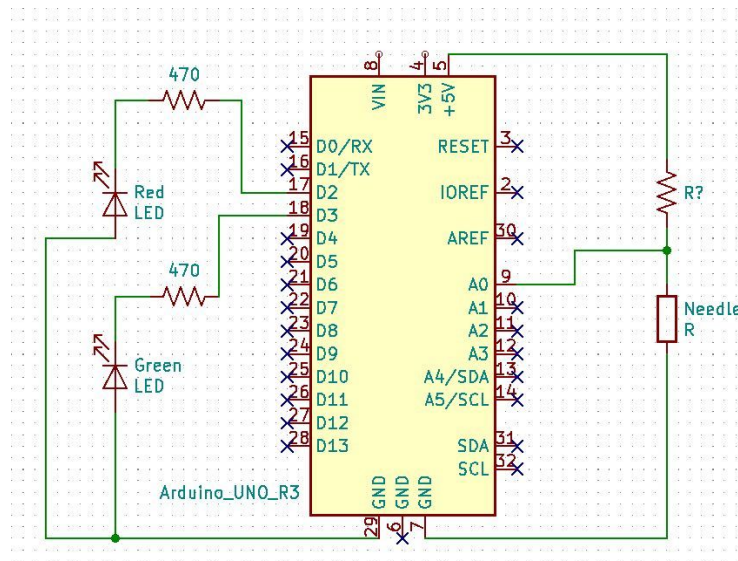 470
Red
LED
470
Green
LED
Arduino_UNO_R3
8
VIN
4
3V3
5
+5V
15 D0/RX
16 D1/TX
17 D2
18 D3
19 D4
20 D5
21 D6
22 D7
23 D8
24 D9
25 D10
26 D11
27 D12
28 D13
RESET 3
IOREF 2
AREF 30
A0 9
A1 10
A2 11
A3 12
A4/SDA 13
A5/SCL 14
SDA 31
SCL 32
GND
29
GND
6
GND
7
R?
Needle
R